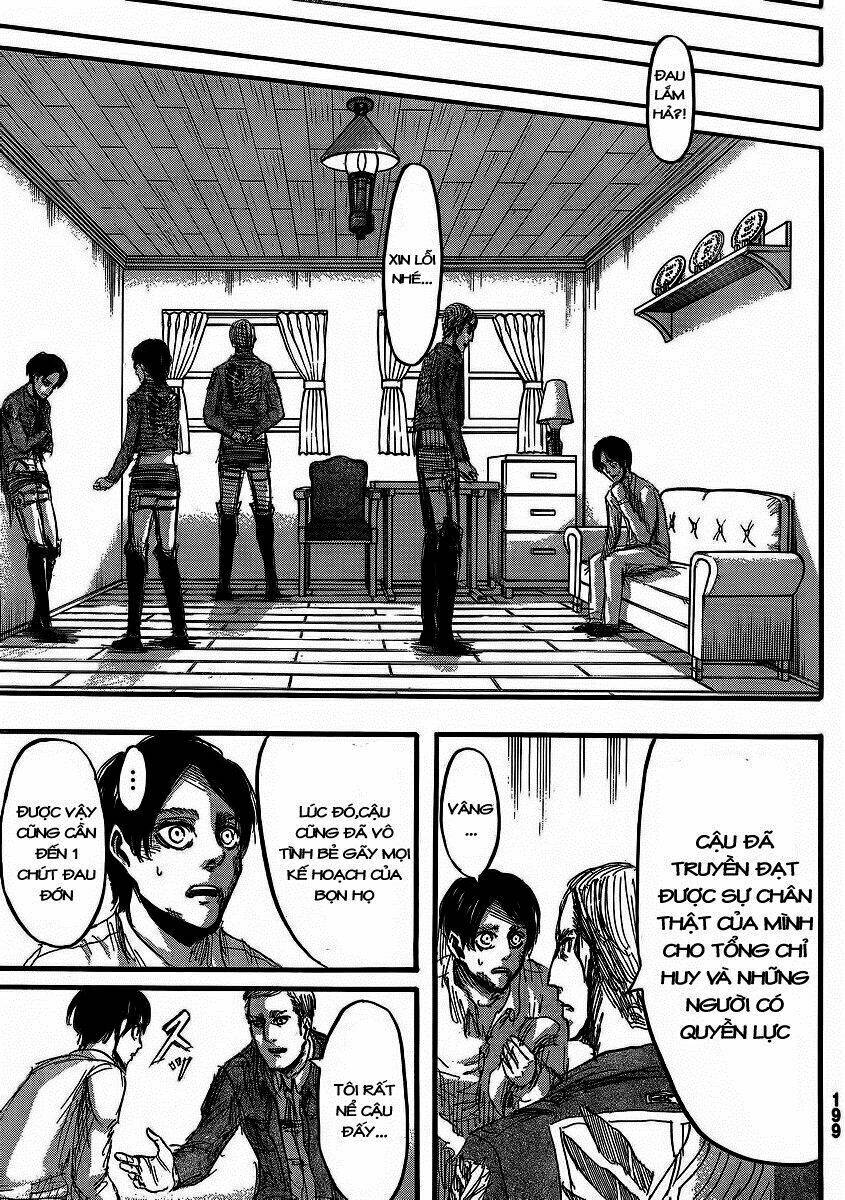 ĐAU
LẮM
HẢ?!
XIN LỖI
NHÉ...
CẬU ĐÃ
TRUYỀN ĐẠT
ĐƯỢC SỰ CHÂN
THẬT CỦA MÌNH
CHO TỔNG CHỈ
HUY VÀ NHỮNG
NGƯỜI CÓ
QUYỀN LỰC
VÂNG
...
LÚC ĐÓ,CẬU
CŨNG ĐÃ VÔ
TÌNH BẺ GÃY MỌI
KẾ HOẠCH CỦA
BỌN HỌ
...
ĐƯỢC VẬY
CŨNG CẦN
ĐẾN 1
CHÚT ĐAU
ĐỚN
TÔI RẤT
NỂ CẬU
ĐẤY...
199